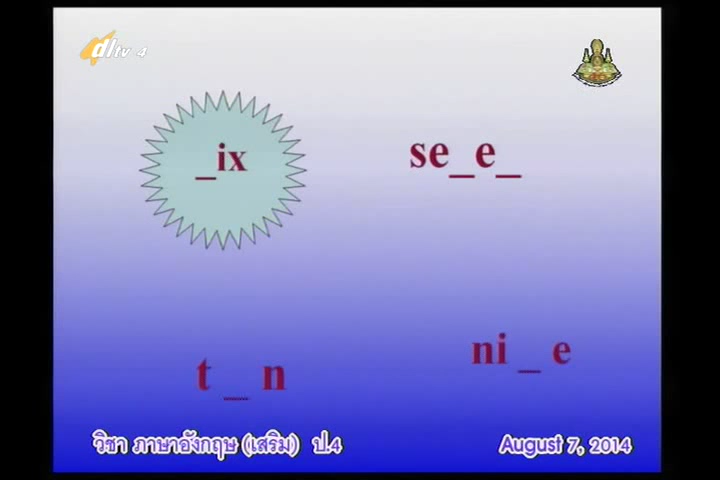 dltv 4
_ix
se_e_
t _ n
ni _ e
วิชา ภาษาอังกฤษ (เสริม) ป.4
August 7, 2014